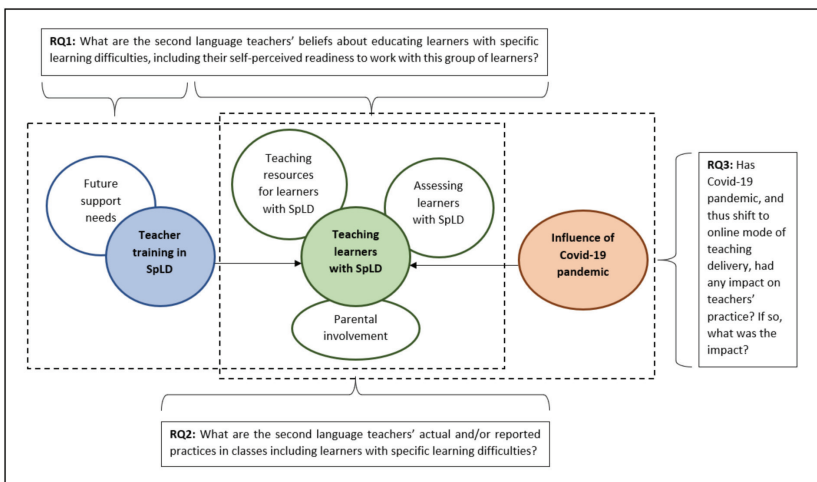 RQ1: What are the second language teachers' beliefs about educating learners with specific
learning difficulties, including their self-perceived readiness to work with this group of learners?
Future
support
needs
Teacher
training in
SpLD
Teaching
resources
for learners
with SpLD
Assessing
learners
with SpLD
Teaching
learners
with SpLD
Parental
involvement
Influence of
Covid-19
pandemic
RQ3: Has
Covid-19
pandemic, and
thus shift to
online mode of
teaching
delivery, had
any impact on
teachers'
practice? If so,
what was the
impact?
RQ2: What are the second language teachers' actual and/or reported
practices in classes including learners with specific learning difficulties?